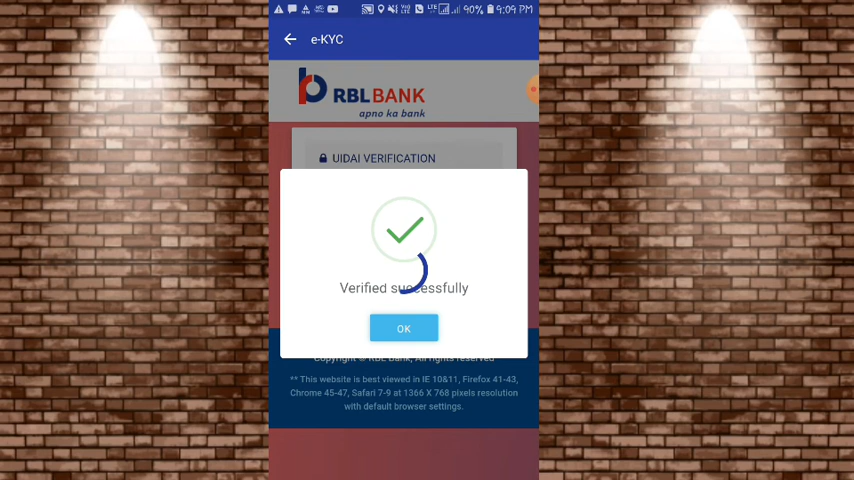 90% 9:09 PM
e-KYC
RBLBANK
apno ka bank
UIDAI VERIFICATION
Verified successfully
OK
Copyright © RBL Bank, All rights reserved
** This website is best viewed in IE 10&11, Firefox 41-43,
Chrome 45-47, Safari 7-9 at 1366 X 768 pixels resolution
with default browser settings.